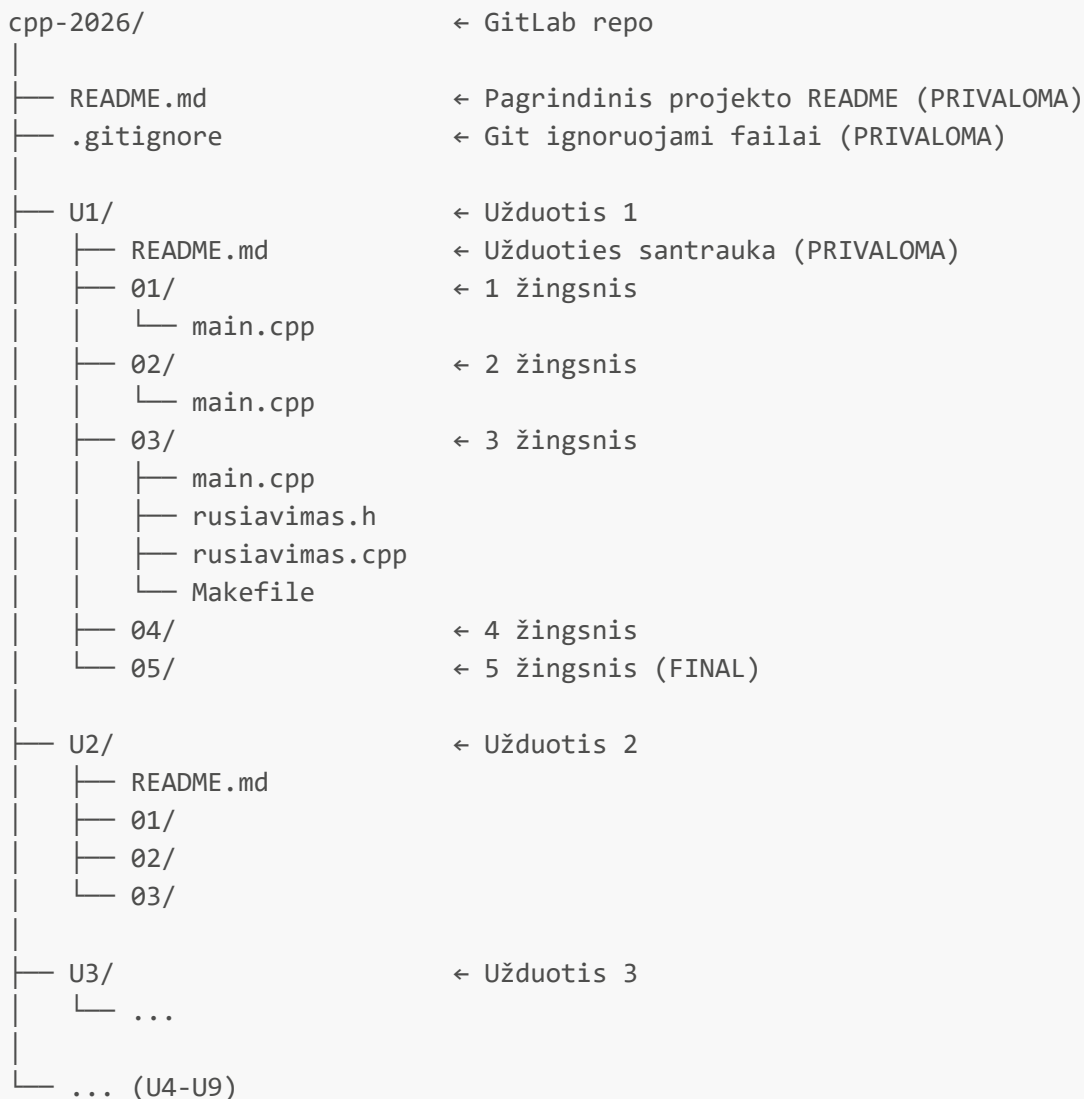 cpp-2026/ ← GitLab repo
│
├── README.md ← Pagrindinis projekto README (PRIVALOMA)
├── .gitignore ← Git ignoruojami failai (PRIVALOMA)
│
├── U1/ ← Užduotis 1
│   ├── README.md ← Užduoties santrauka (PRIVALOMA)
│   ├── 01/ ← 1 žingsnis
│   │   └── main.cpp
│   ├── 02/ ← 2 žingsnis
│   │   └── main.cpp
│   ├── 03/ ← 3 žingsnis
│   │   ├── main.cpp
│   │   ├── rusiavimas.h
│   │   ├── rusiavimas.cpp
│   │   └── Makefile
│   ├── 04/ ← 4 žingsnis
│   └── 05/ ← 5 žingsnis (FINAL)
│
├── U2/ ← Užduotis 2
│   ├── README.md
│   ├── 01/
│   ├── 02/
│   └── 03/
│
├── U3/ ← Užduotis 3
│   └── ...
│
└── ... (U4-U9)